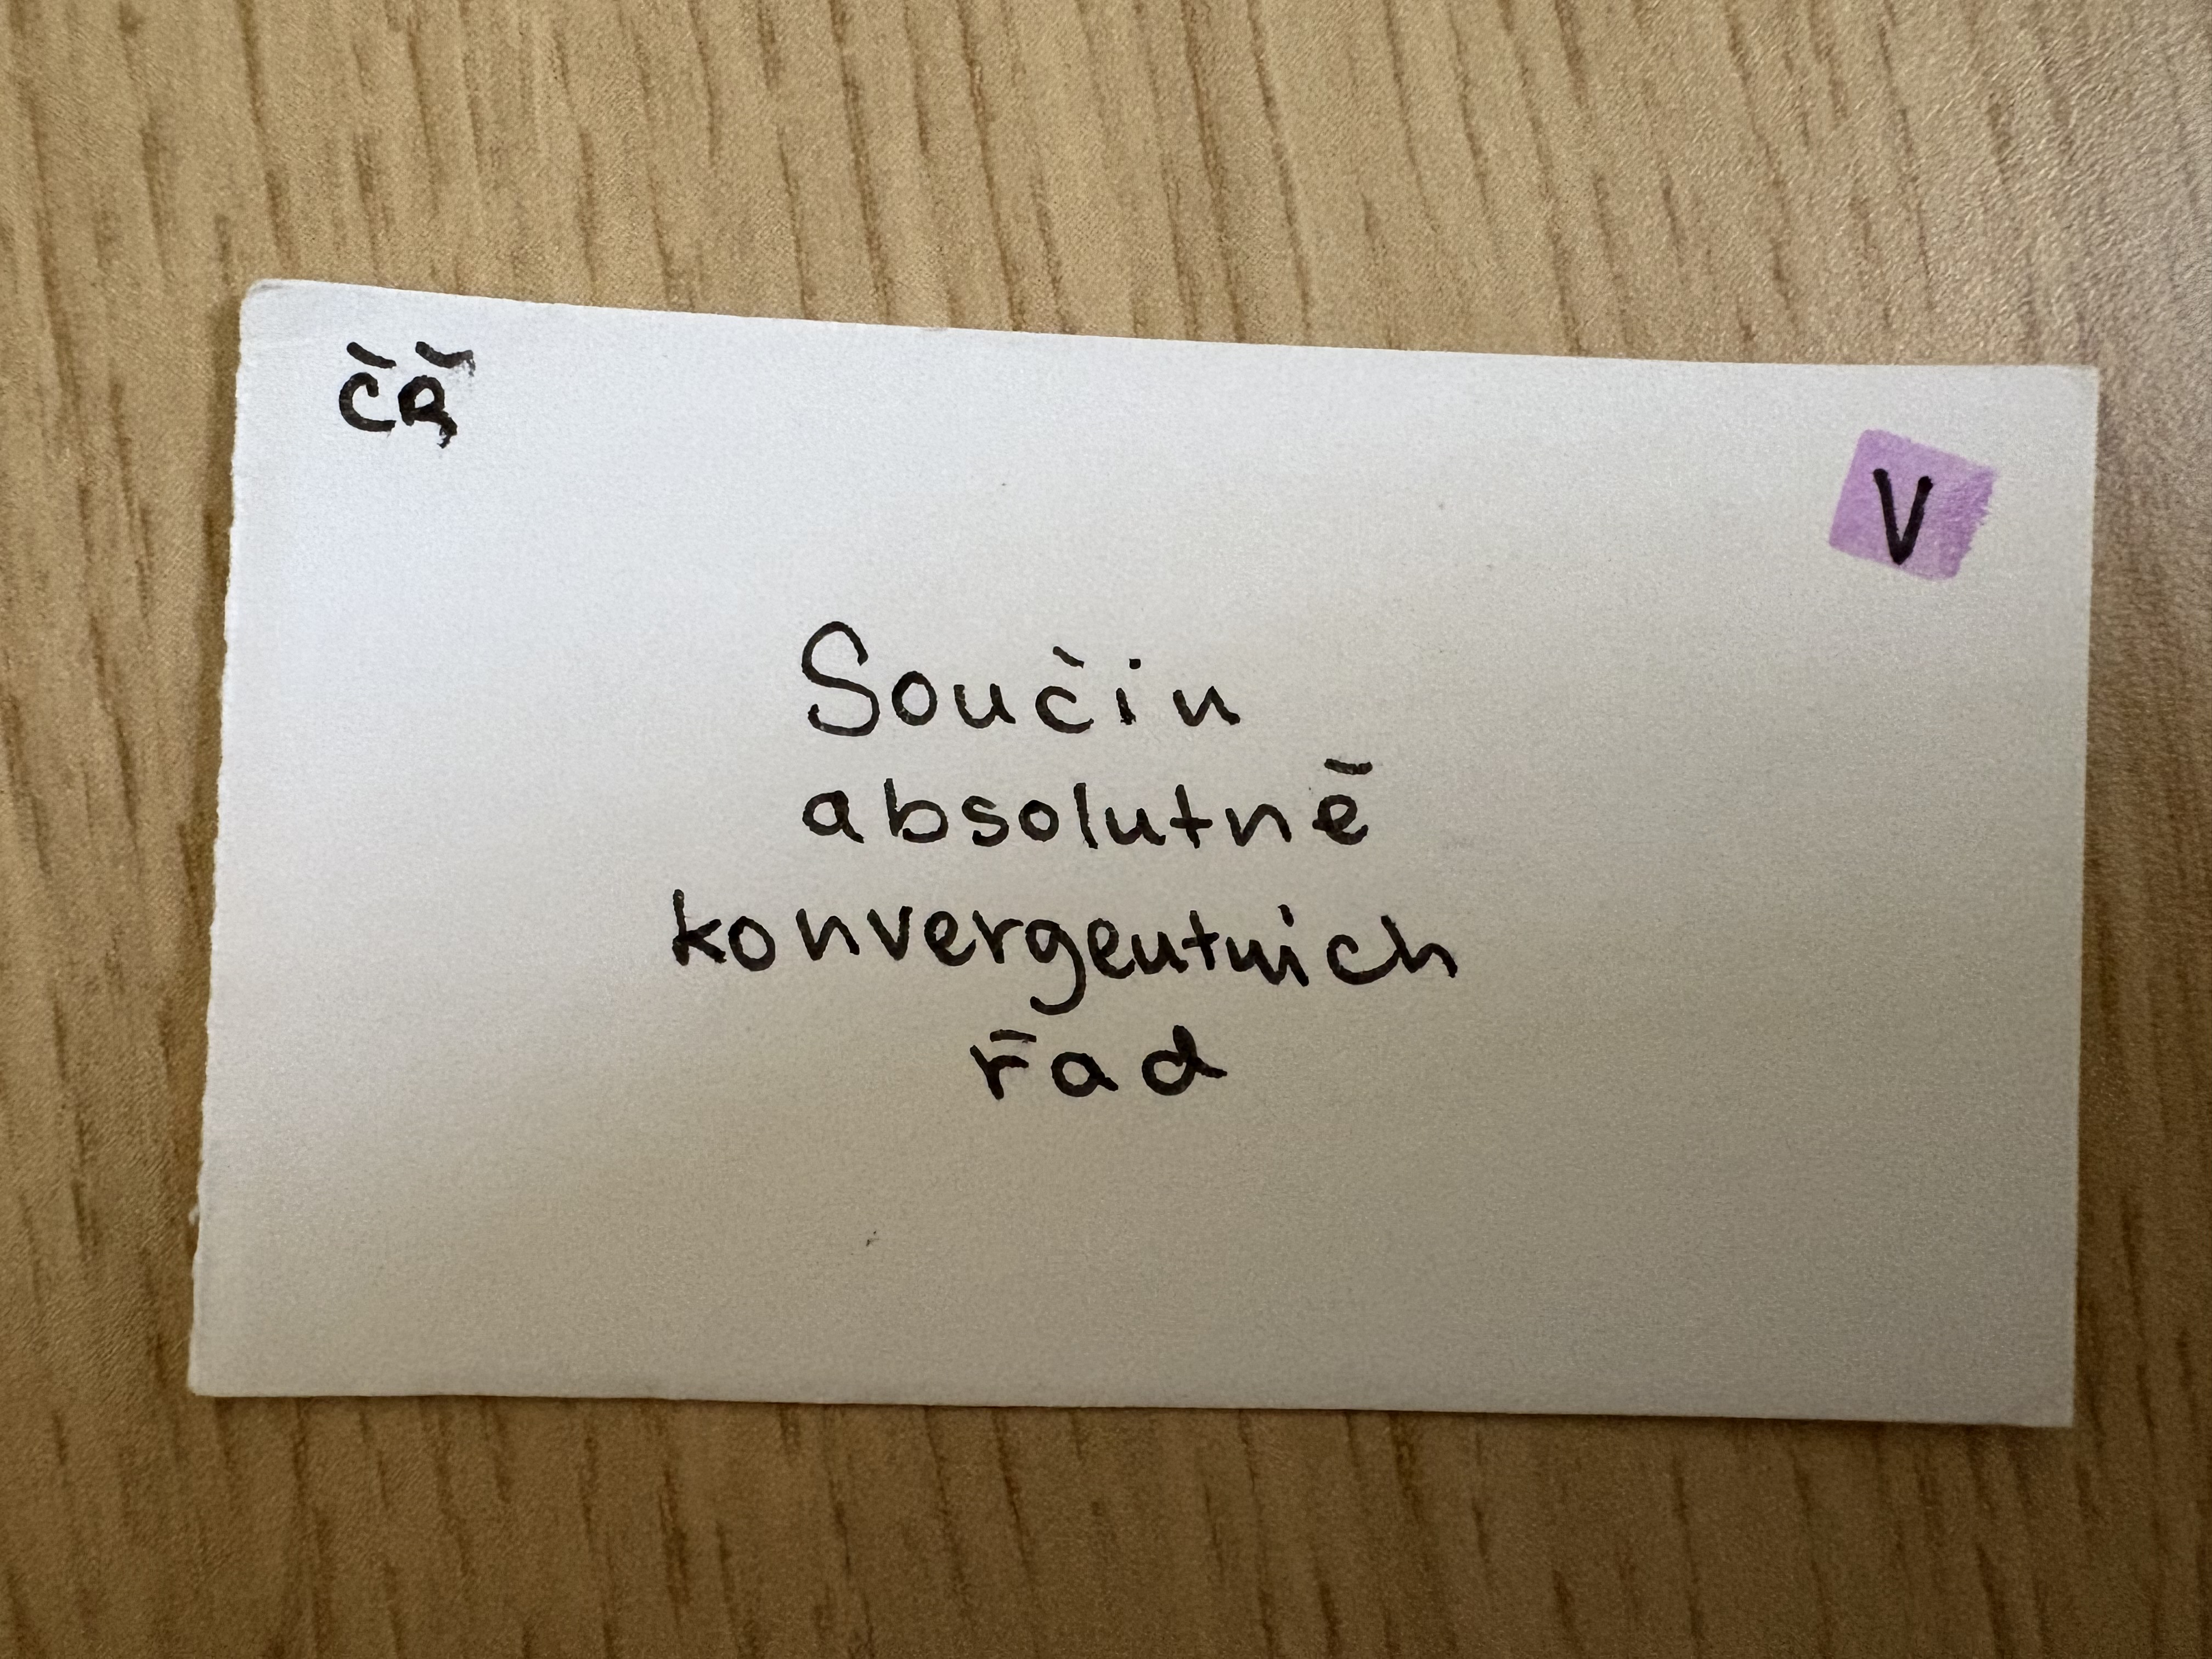 čř
V
Součin
absolutně
konvergentnich
řad